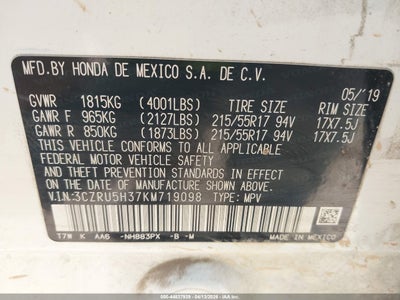 MFD.BY HONDA DE MEXICO S.A. DE C.V.
05/'19
GVWR 1815KG (4001LBS) TIRE SIZE RIM SIZE
GAWR F 965KG (2127LBS) 215/55R17 94V 17X7.5J
GAWR R 850KG (1873LBS) 215/55R17 94V 17X7.5J
THIS VEHICLE CONFORMS TO ALL APPLICABLE
FEDERAL MOTOR VEHICLE SAFETY, BUMPER,
AND THEFT PREVENTION STANDARDS IN EFFECT
ON THE DATE OF MANUFACTURE SHOWN ABOVE.
V.I.N:3CZRU5H37KM719098 TYPE: MPV
T7W K AA6 -NH883PX -B -M
MADE IN MEXICO